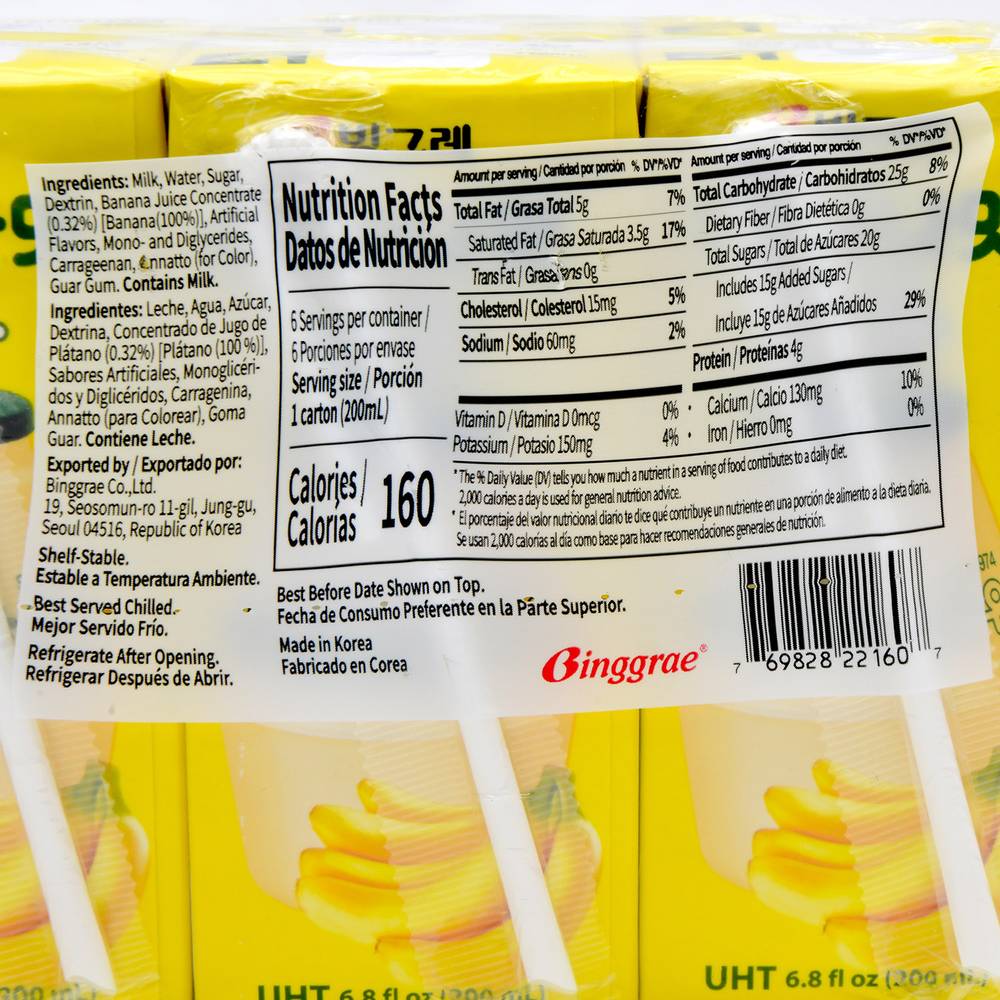 빙그레
Ingredients: Milk, Water, Sugar,
Dextrin, Banana Juice Concentrate
(0.32%) [Banana(100%)], Artificial
Flavors, Mono- and Diglycerides,
Carrageenan, Annatto (for Color),
Guar Gum. Contains Milk.
Ingredientes: Leche, Agua, Azúcar,
Dextrina, Concentrado de Jugo de
Plátano (0.32%) [Plátano (100 %)],
Sabores Artificiales, Monoglicéri-
dos y Diglicéridos, Carragenina,
Annatto (para Colorear), Goma
Guar. Contiene Leche.
Exported by / Exportado por:
Binggrae Co.,Ltd.
19, Seosomun-ro 11-gil, Jung-gu,
Seoul 04516, Republic of Korea
Shelf-Stable.
Estable a Temperatura Ambiente.
Best Served Chilled.
Mejor Servido Frío.
Refrigerate After Opening.
Refrigerar Después de Abrir.
Nutrition Facts
Datos de Nutrición
6 Servings per container /
6 Porciones por envase
Serving size / Porción
1 carton (200mL)
Calories / 160
Calorías
Amount per serving / Cantidad por porción % DV*/%VD*
Total Fat / Grasa Total 5g 7%
Saturated Fat / Grasa Saturada 3.5g 17%
Trans Fat / Grasa Trans 0g
Cholesterol / Colesterol 15mg 5%
Sodium / Sodio 60mg 2%
Amount per serving / Cantidad por porción % DV*/%VD*
Total Carbohydrate / Carbohidratos 25g 8%
Dietary Fiber / Fibra Dietética 0g 0%
Total Sugars / Total de Azúcares 20g
Includes 15g Added Sugars /
Incluye 15g de Azúcares Añadidos 29%
Protein / Proteínas 4g
Vitamin D / Vitamina D 0mcg 0% • Calcium / Calcio 130mg 10%
Potassium / Potasio 150mg 4% • Iron / Hierro 0mg 0%
* The % Daily Value (DV) tells you how much a nutrient in a serving of food contributes to a daily diet.
2,000 calories a day is used for general nutrition advice.
* El porcentaje del valor nutricional diario te dice qué contribuye un nutriente en una porción de alimento a la dieta diaria.
Se usan 2,000 calorías al día como base para hacer recomendaciones generales de nutrición.
Best Before Date Shown on Top.
Fecha de Consumo Preferente en la Parte Superior.
Made in Korea
Fabricado en Corea
Binggrae®
7 69828 22160 7
974
UHT 6.8 fl oz (200 mL)
UHT 6.8 fl oz (200 mL)